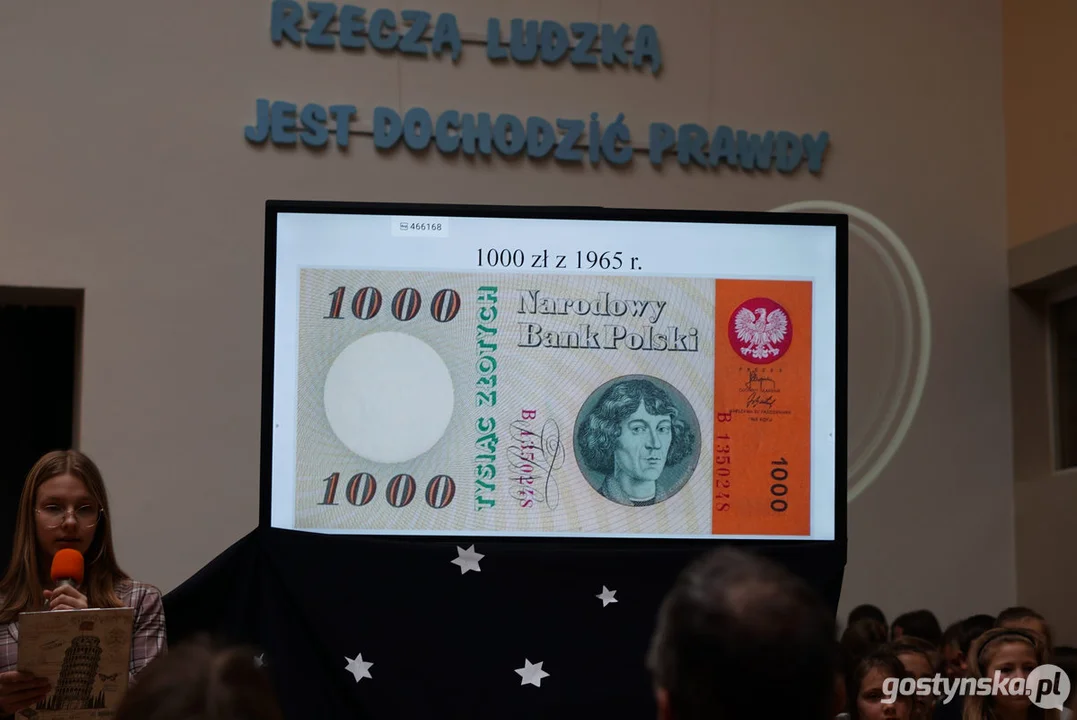 RZECZĄ LUDZKĄ
JEST DOCHODZIĆ PRAWDY
466168
1000 zł z 1965 r.
1000
TYSIĄC ZŁOTYCH
Narodowy
Bank Polski
B 1350248
B 1350248
1000
1000
gostynska.pl